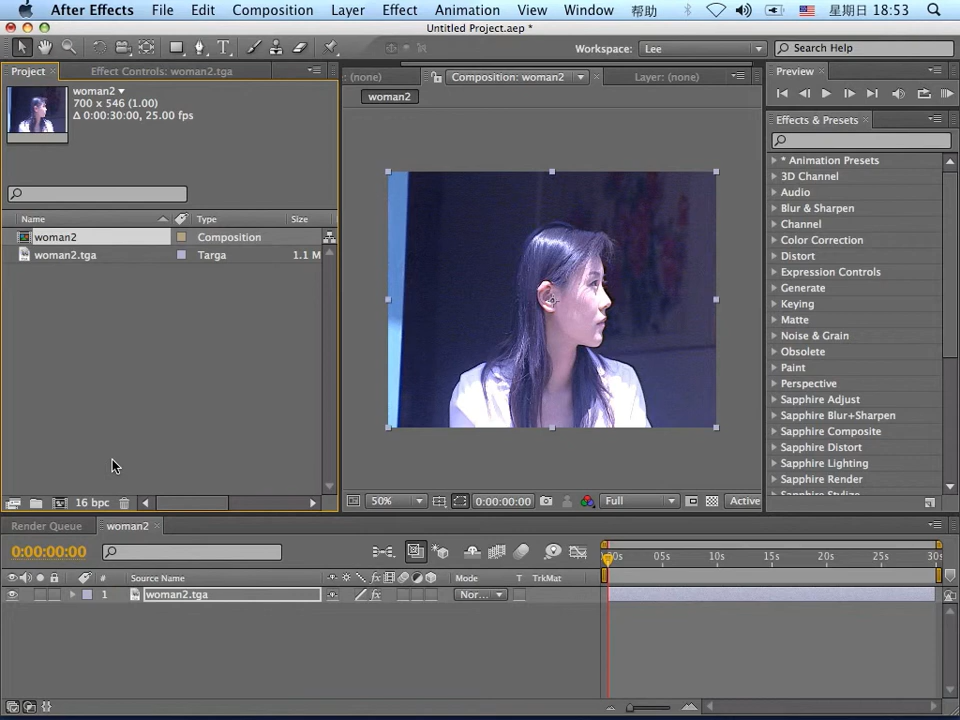 After Effects File Edit Composition Layer Effect Animation View Window 帮助 星期日 18:53
Untitled Project.aep *
Workspace: Lee Search Help
Project × Effect Controls: woman2.tga
: (none) Composition: woman2 × Layer: (none)
Preview ×
woman2
700 x 546 (1.00)
Δ 0:00:30:00, 25.00 fps
woman2
Effects & Presets ×
Name Type Size
woman2 Composition
woman2.tga Targa 1.1 M
* Animation Presets
3D Channel
Audio
Blur & Sharpen
Channel
Color Correction
Distort
Expression Controls
Generate
Keying
Matte
Noise & Grain
Obsolete
Paint
Perspective
Sapphire Adjust
Sapphire Blur+Sharpen
Sapphire Composite
Sapphire Distort
Sapphire Lighting
Sapphire Render
Sapphire Stylize
16 bpc
50% 0:00:00:00 Full Active
Render Queue woman2 ×
0:00:00:00
00s 05s 10s 15s 20s 25s 30s
# Source Name Mode T TrkMat
1 woman2.tga Nor...